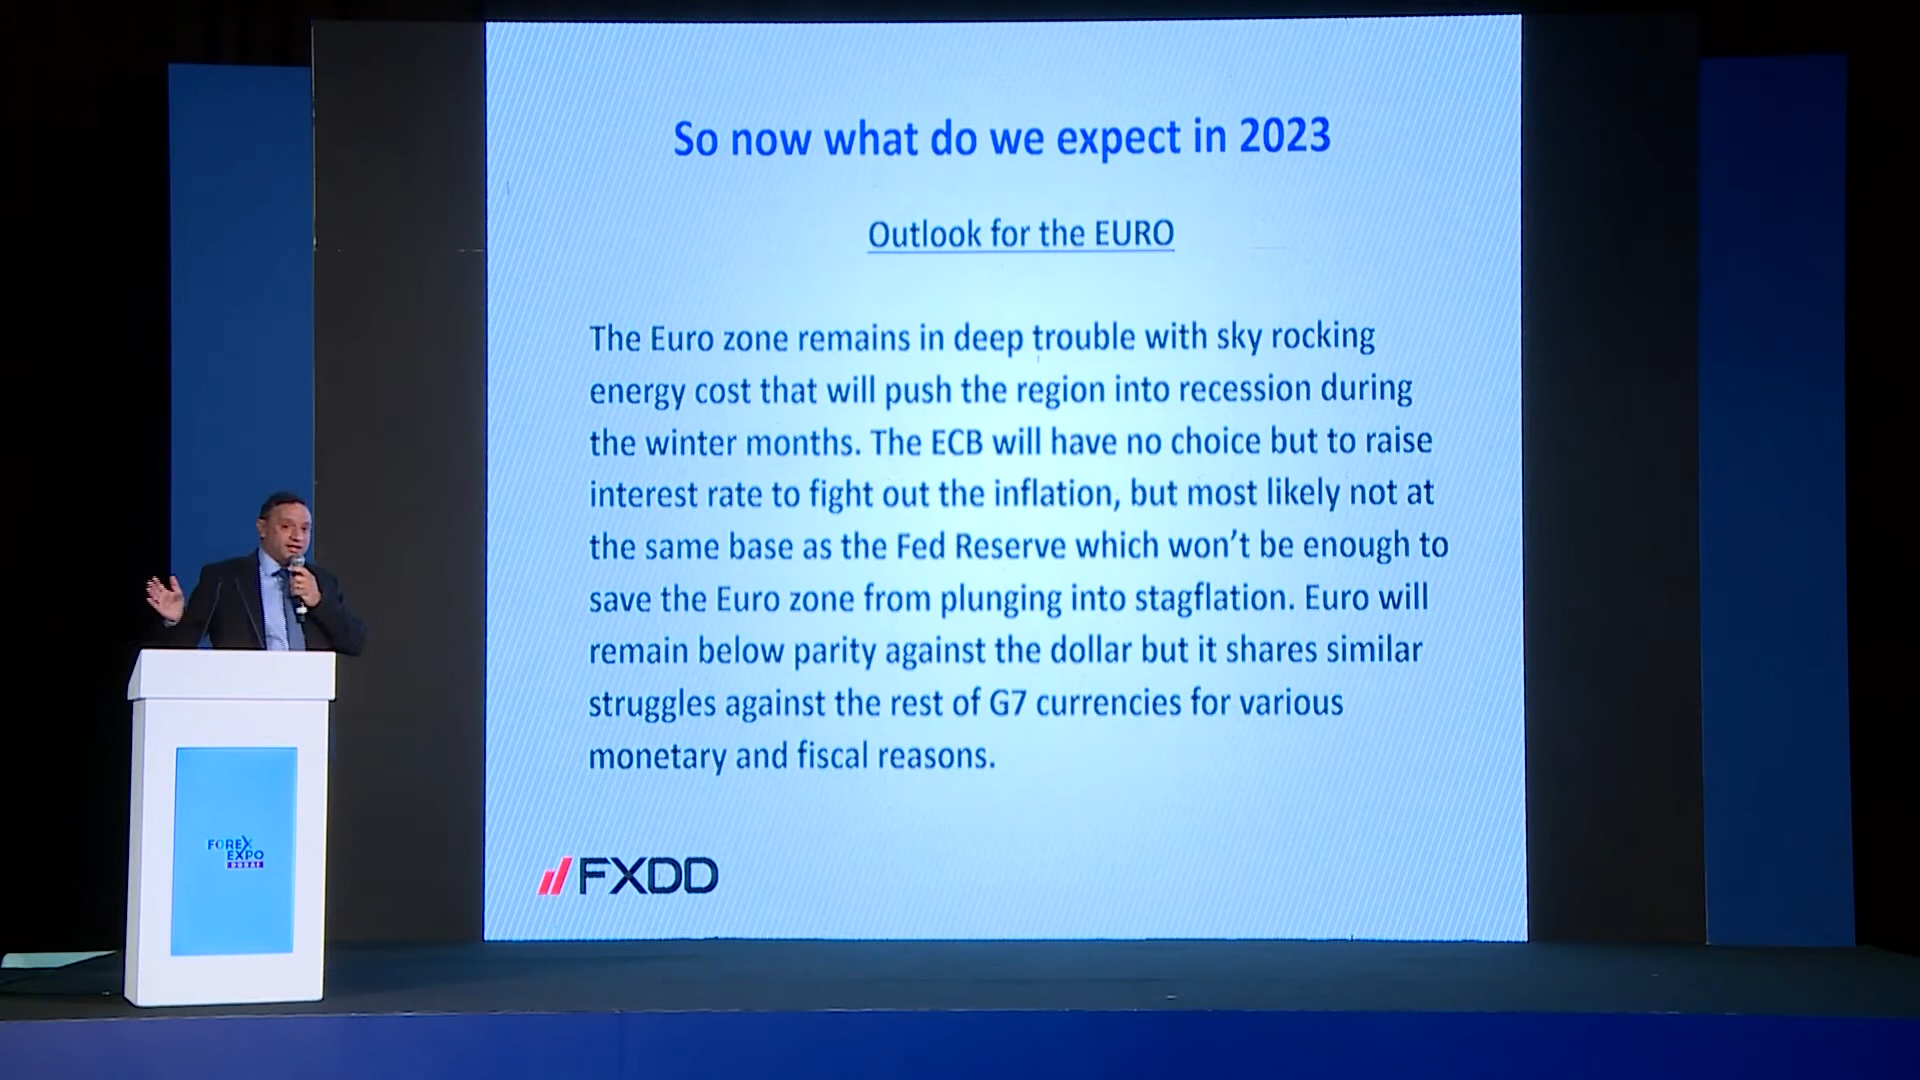 So now what do we expect in 2023
Outlook for the EURO
The Euro zone remains in deep trouble with sky rocking
energy cost that will push the region into recession during
the winter months. The ECB will have no choice but to raise
interest rate to fight out the inflation, but most likely not at
the same base as the Fed Reserve which won't be enough to
save the Euro zone from plunging into stagflation. Euro will
remain below parity against the dollar but it shares similar
struggles against the rest of G7 currencies for various
monetary and fiscal reasons.
FXDD
FOREX
EXPO
DUBAI